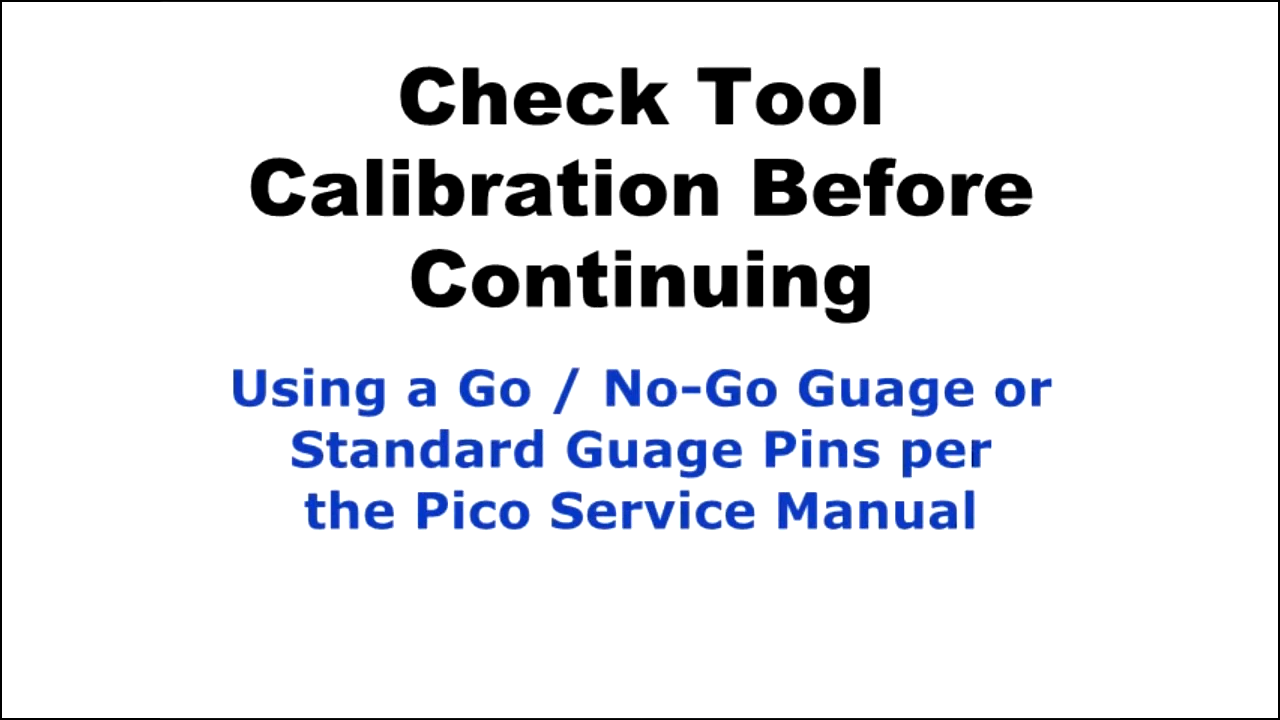 Check Tool
Calibration Before
Continuing
Using a Go / No-Go Guage or
Standard Guage Pins per
the Pico Service Manual